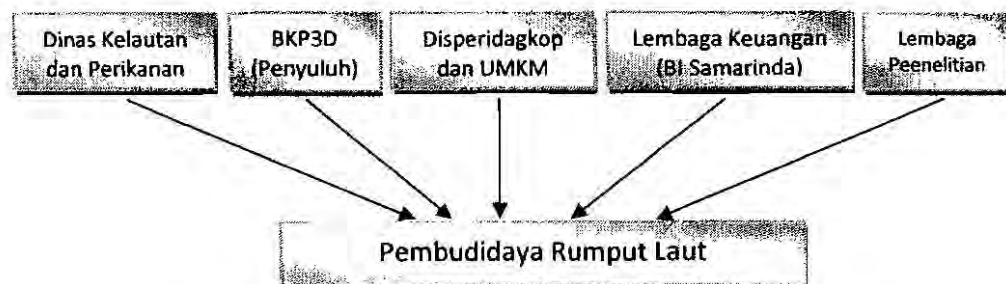 Dinas Kelautan
dan Perikanan
BKP3D
(Penyuluh)
Disperidagkop
dan UMKM
Lembaga Keuangan
(BI Samarinda)
Lembaga
Peenelitian
Pembudidaya Rumput Laut